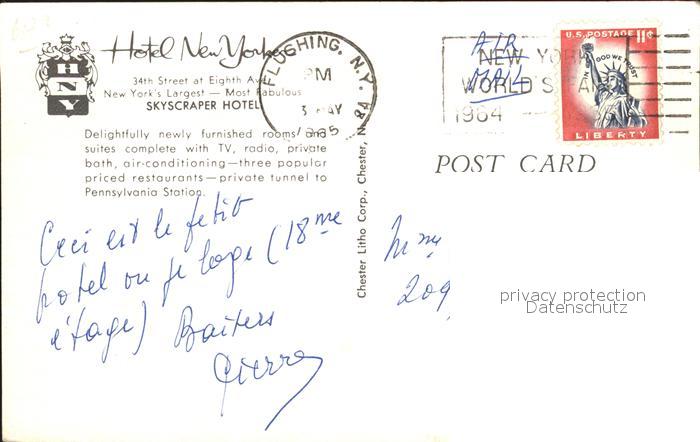 Hotel New Yorker
34th Street at Eighth Ave.
New York's Largest — Most Fabulous
SKYSCRAPER HOTEL
HNY
Delightfully newly furnished rooms
suites complete with TV, radio, private
bath, air-conditioning—three popular
priced restaurants—private tunnel to
Pennsylvania Station.
FLUSHING, N.Y.
PM
3 MAY
1965
AIR
MAIL
NEW YORK
WORLD'S FAIR
1964
U.S. POSTAGE 11¢
IN GOD WE TRUST
LIBERTY
POST CARD
Chester Litho Corp., Chester, N.Y.
Ceci est le petit
hotel ou je loge (18me
étage) Baisers
Pierre
Mme
209
privacy protection
Datenschutz